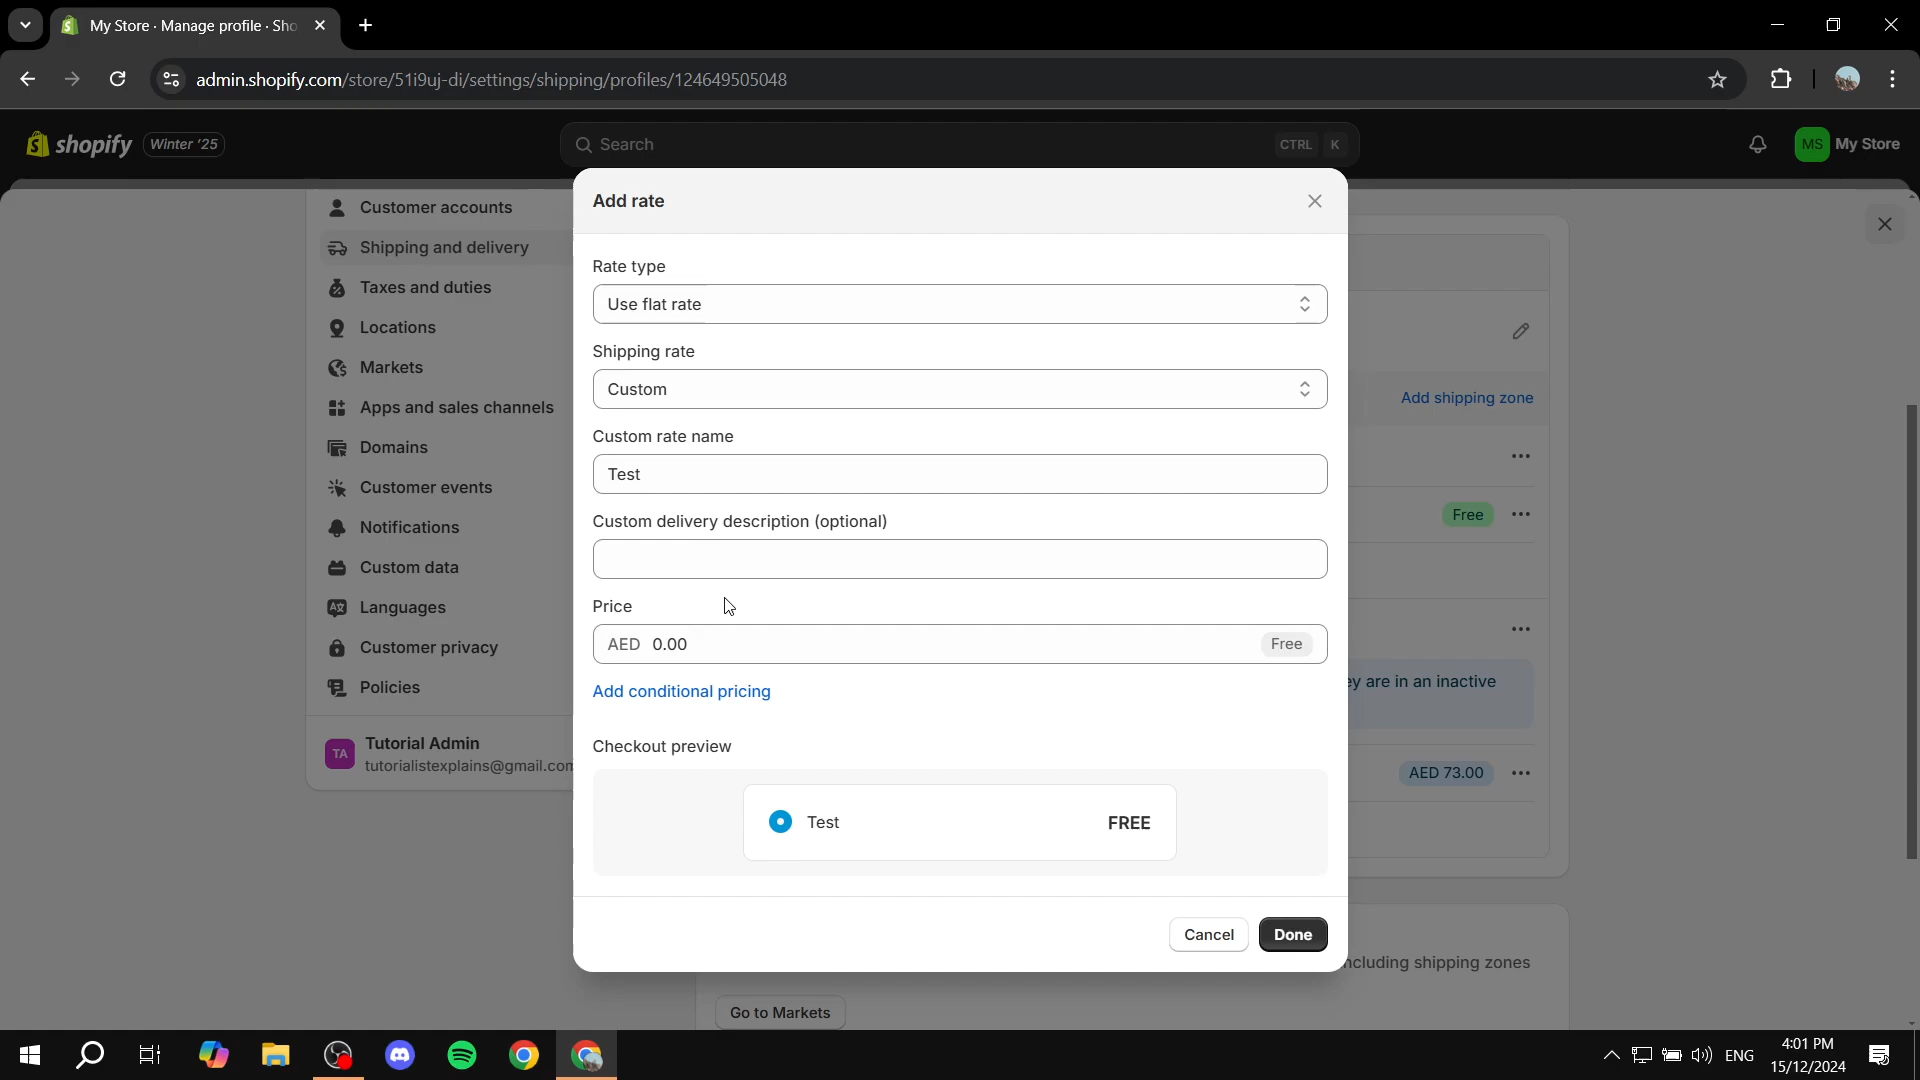 My Store · Manage profile · Sho
admin.shopify.com/store/51i9uj-di/settings/shipping/profiles/124649505048
shopify
Winter '25
Search
CTRL K
MS My Store
Customer accounts
Shipping and delivery
Taxes and duties
Locations
Markets
Apps and sales channels
Domains
Customer events
Notifications
Custom data
Languages
Customer privacy
Policies
TA
Tutorial Admin
tutorialistexplains@gmail.com
Add rate
Rate type
Use flat rate
Shipping rate
Custom
Custom rate name
Test
Custom delivery description (optional)
Price
AED 0.00 Free
Add conditional pricing
Checkout preview
Test FREE
Cancel Done
Add shipping zone
Free
ey are in an inactive
AED 73.00
ncluding shipping zones
Go to Markets
ENG
4:01 PM
15/12/2024